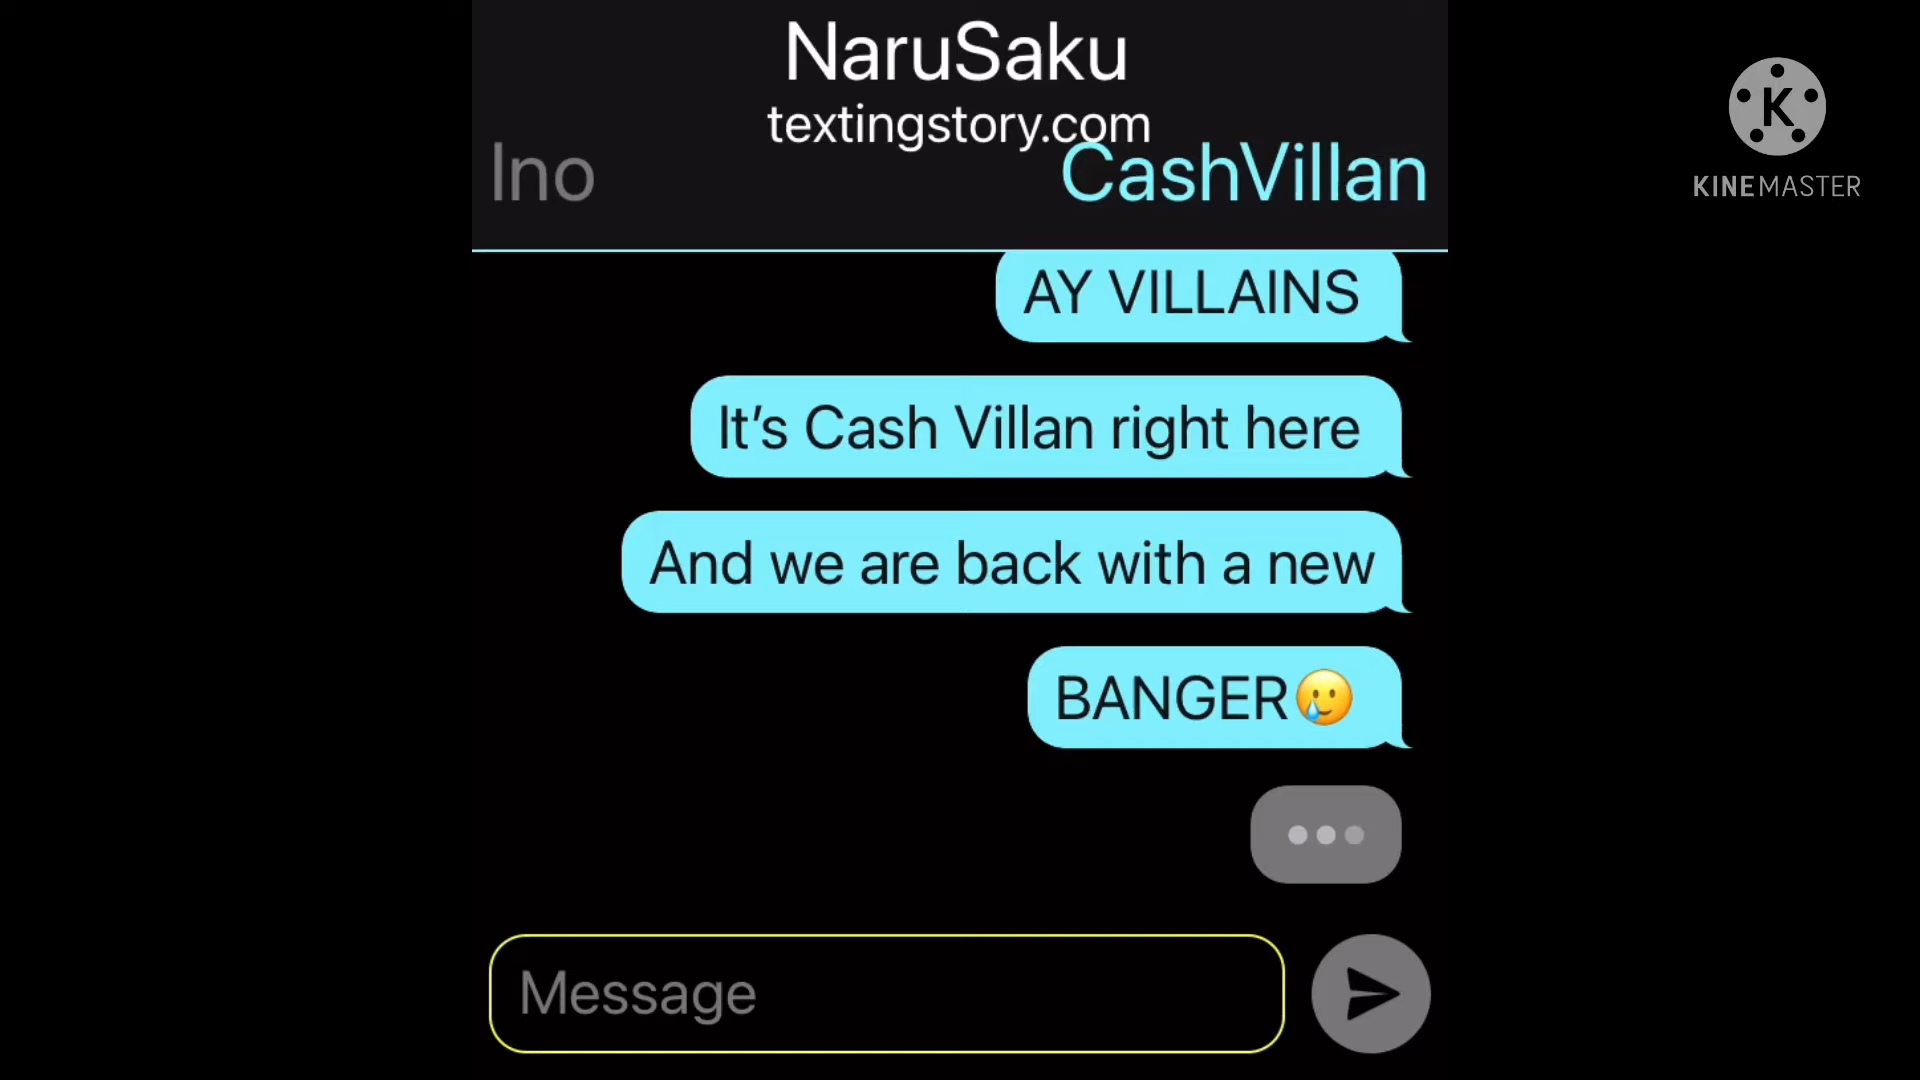 NaruSaku
textingstory.com
Ino
CashVillan
K
KINEMASTER
AY VILLAINS
It’s Cash Villan right here
And we are back with a new
BANGER🥲
Message